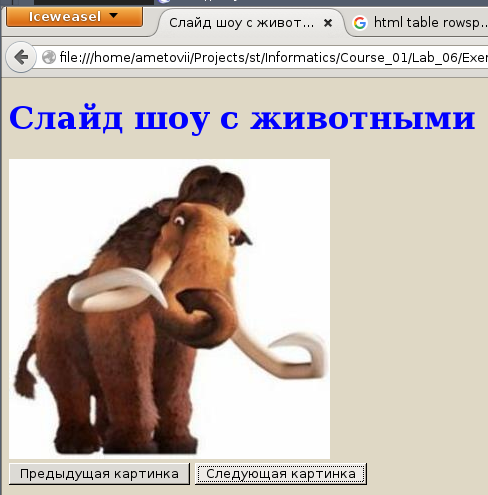 Iceweasel
Слайд шоу с живот...
html table rowsp...
file:///home/ametovii/Projects/st/Informatics/Course_01/Lab_06/Exer
Слайд шоу с животными
Предыдущая картинка
Следующая картинка